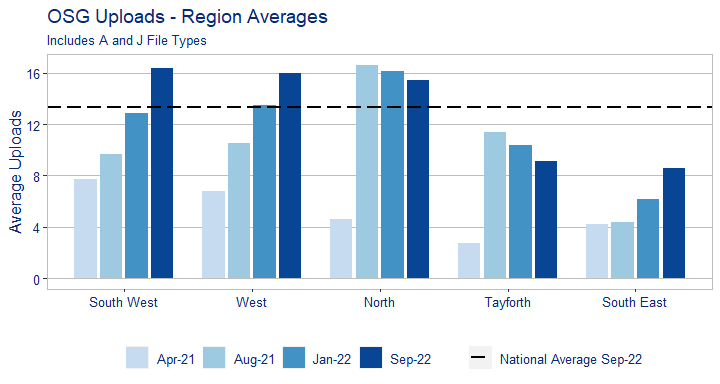 OSG Uploads - Region Averages
Includes A and J File Types
Average Uploads
16
12
8
4
0
South West West North Tayforth South East
Apr-21 Aug-21 Jan-22 Sep-22 National Average Sep-22